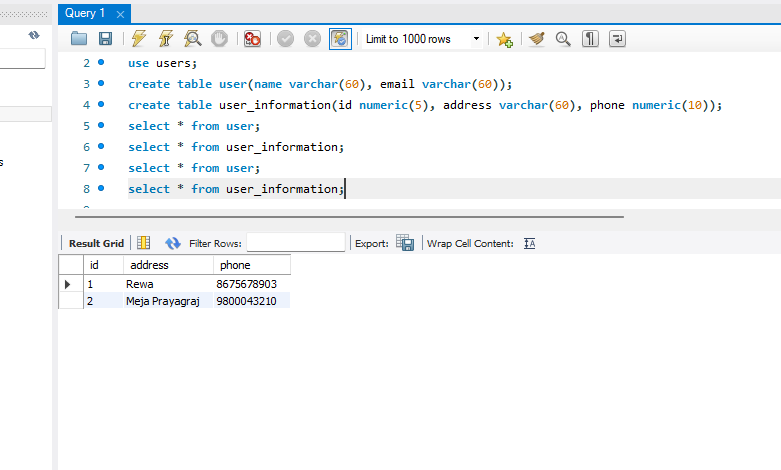 Query 1
Limit to 1000 rows
2 use users;
3 create table user(name varchar(60), email varchar(60));
4 create table user_information(id numeric(5), address varchar(60), phone numeric(10));
5 select * from user;
6 select * from user_information;
7 select * from user;
8 select * from user_information;
Result Grid Filter Rows: Export: Wrap Cell Content:
id address phone
1 Rewa 8675678903
2 Meja Prayagraj 9800043210